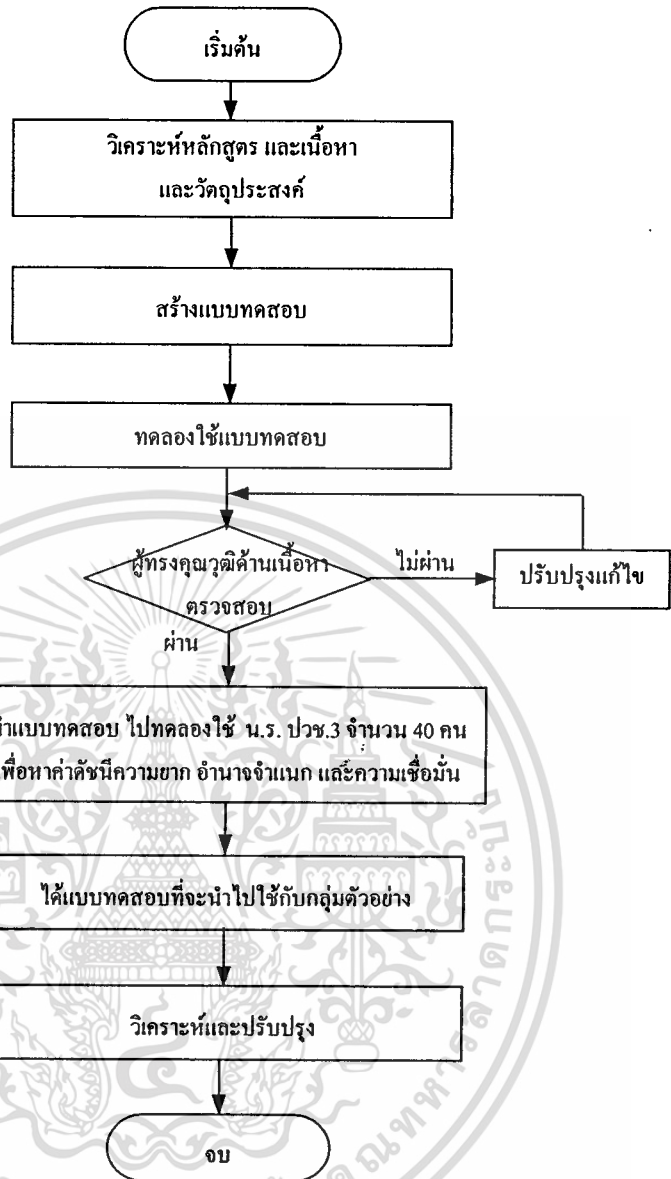 เริ่มต้น
วิเคราะห์หลักสูตร และเนื้อหา
และวัตถุประสงค์
สร้างแบบทดสอบ
ทดลองใช้แบบทดสอบ
ผู้ทรงคุณวุฒิด้านเนื้อหา
ตรวจสอบ
ไม่ผ่าน
ปรับปรุงแก้ไข
ผ่าน
นำแบบทดสอบ ไปทดลองใช้ น.ร. ปวช.3 จำนวน 40 คน
เพื่อหาค่าดัชนีความยาก อำนาจจำแนก และความเชื่อมั่น
ได้แบบทดสอบที่จะนำไปใช้กับกลุ่มตัวอย่าง
วิเคราะห์และปรับปรุง
จบ